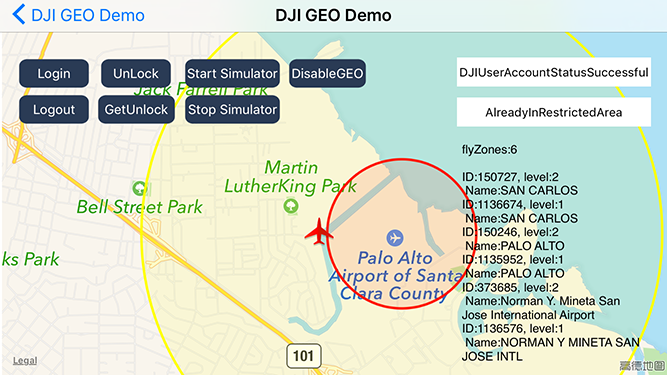 DJI GEO Demo
DJI GEO Demo
Login
UnLock
Start Simulator
DisableGEO
DJIUserAccountStatusSuccessful
Logout
GetUnlock
Stop Simulator
AlreadyInRestrictedArea
Jack Farrell Park
flyZones:6
Martin
LutherKing Park
Bell Street Park
ks Park
Palo Alto
Airport of Santa
Clara County
ID:150727, level:2
Name:SAN CARLOS
ID:1136674, level:1
Name:SAN CARLOS
ID:150246, level:2
Name:PALO ALTO
ID:1135952, level:1
Name:PALO ALTO
ID:373685, level:2
Name:Norman Y. Mineta San
Jose International Airport
ID:1136576, level:1
Name:NORMAN Y MINETA SAN
JOSE INTL
101
Legal
高德地图